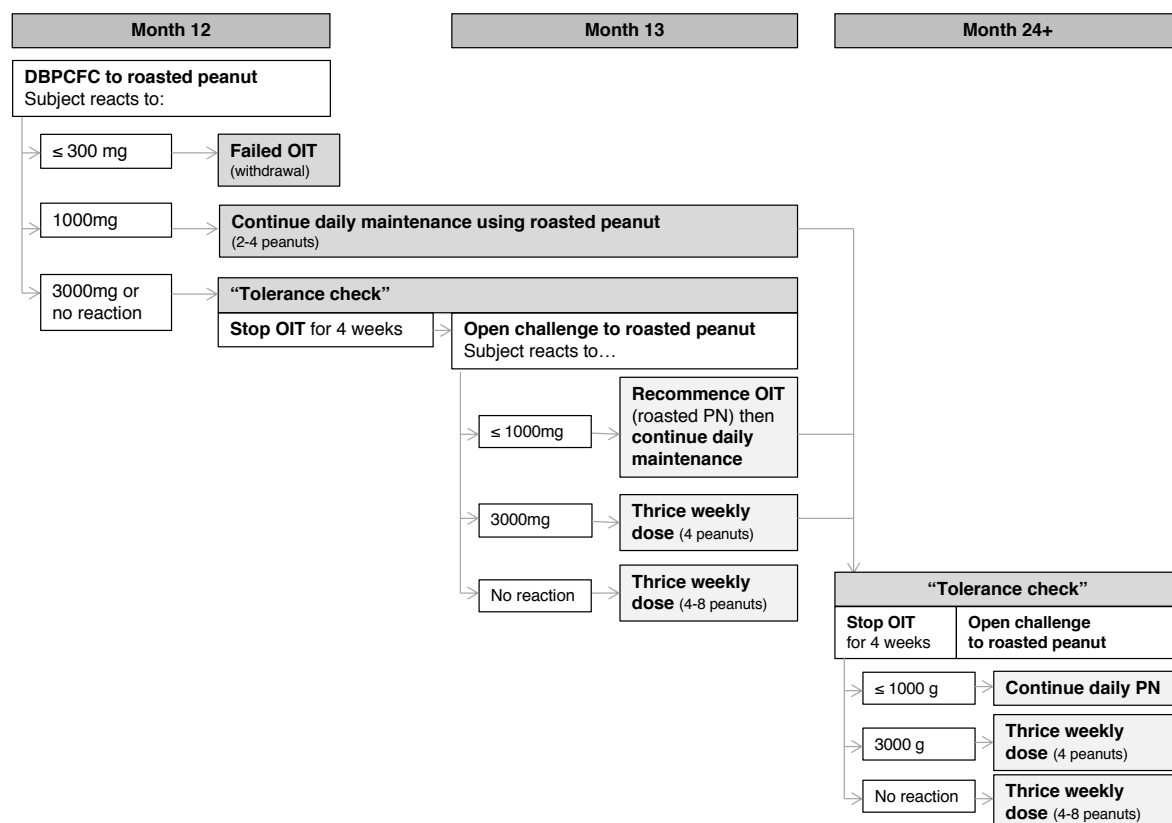 Month 12
Month 13
Month 24+
DBPCFC to roasted peanut
Subject reacts to:
≤ 300 mg
Failed OIT
(withdrawal)
1000mg
Continue daily maintenance using roasted peanut
(2-4 peanuts)
3000mg or
no reaction
“Tolerance check”
Stop OIT for 4 weeks
Open challenge to roasted peanut
Subject reacts to…
≤ 1000mg
Recommence OIT
(roasted PN) then
continue daily
maintenance
3000mg
Thrice weekly
dose (4 peanuts)
No reaction
Thrice weekly
dose (4-8 peanuts)
“Tolerance check”
Stop OIT
for 4 weeks
Open challenge
to roasted peanut
≤ 1000 g
Continue daily PN
3000 g
Thrice weekly
dose (4 peanuts)
No reaction
Thrice weekly
dose (4-8 peanuts)